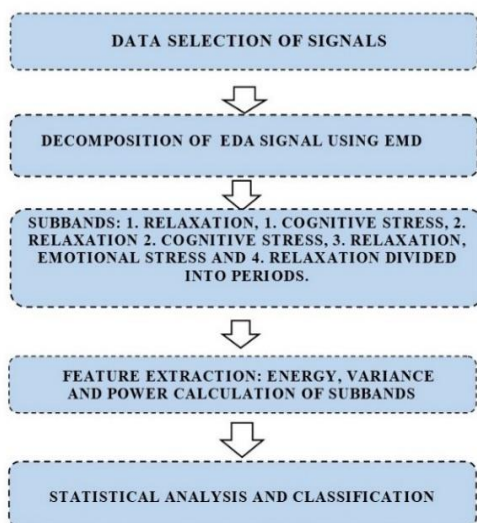 DATA SELECTION OF SIGNALS
DECOMPOSITION OF EDA SIGNAL USING EMD
SUBBANDS: 1. RELAXATION, 1. COGNITIVE STRESS, 2.
RELAXATION 2. COGNITIVE STRESS, 3. RELAXATION,
EMOTIONAL STRESS AND 4. RELAXATION DIVIDED
INTO PERIODS.
FEATURE EXTRACTION: ENERGY, VARIANCE
AND POWER CALCULATION OF SUBBANDS
STATISTICAL ANALYSIS AND CLASSIFICATION